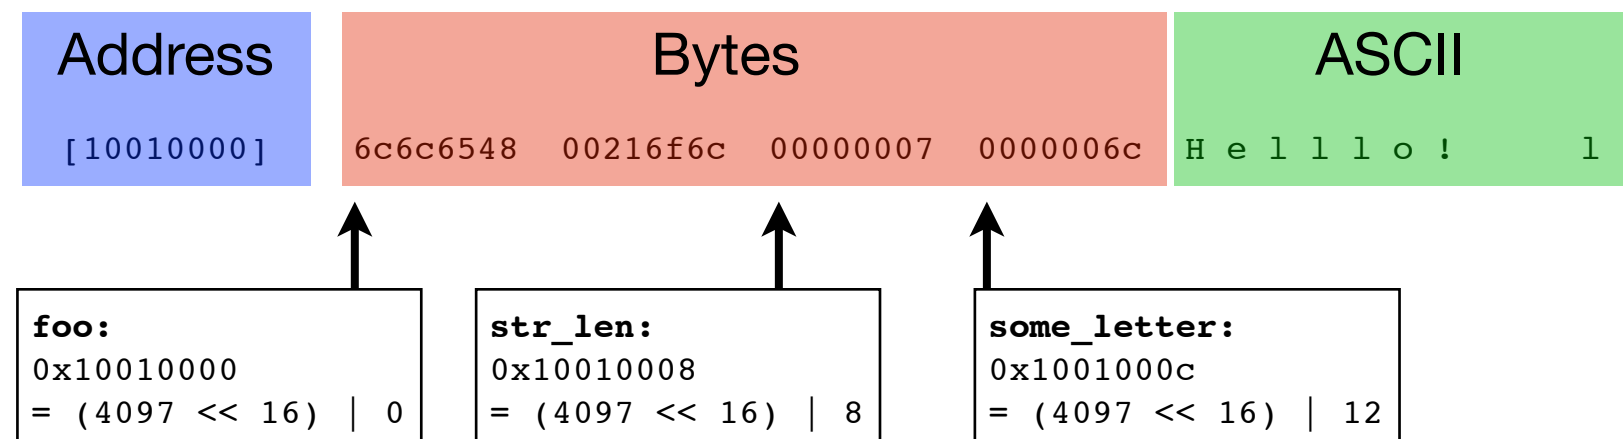 Address Bytes ASCII
[10010000] 6c6c6548 00216f6c 00000007 0000006c H e l l l o ! l
foo:
0x10010000
= (4097 << 16) | 0
str_len:
0x10010008
= (4097 << 16) | 8
some_letter:
0x1001000c
= (4097 << 16) | 12